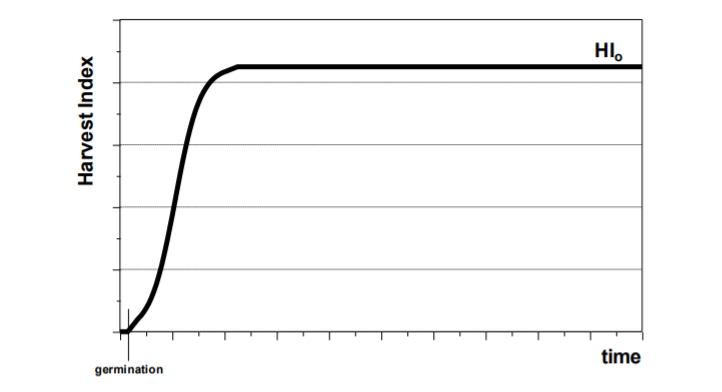 HIo
Harvest Index
time
germination